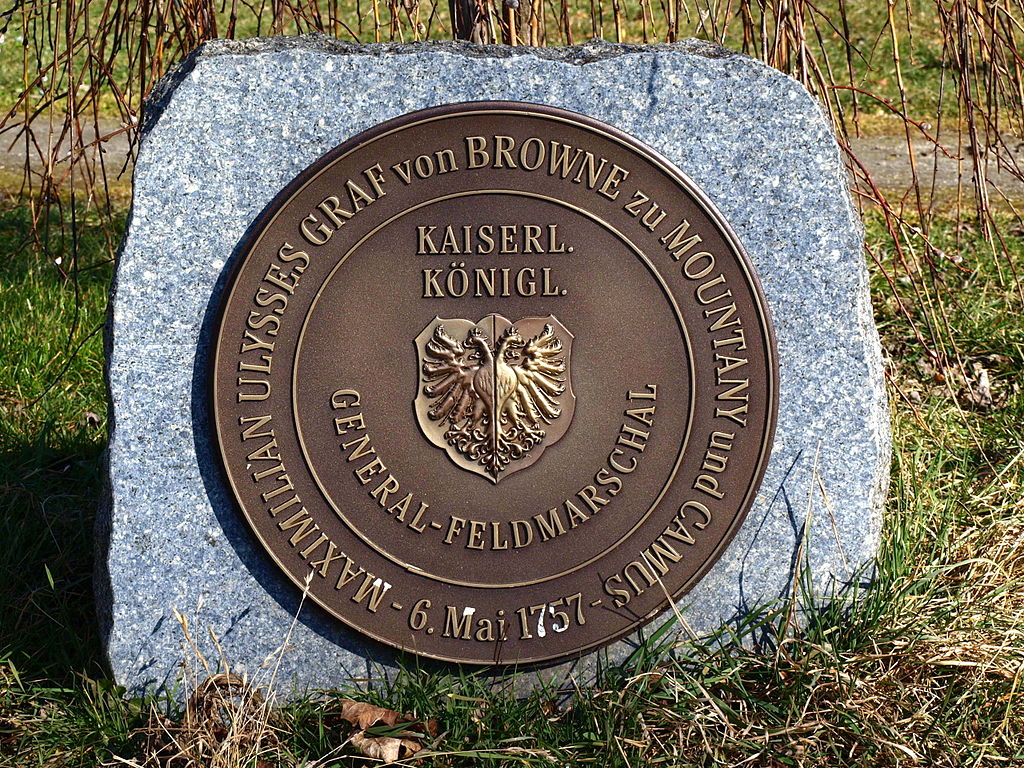 MAXIMILIAN ULYSSES GRAF von BROWNE zu MOUNTANY und CAMUS
- 6. Mai 1757 -
KAISERL.
KÖNIGL.
GENERAL-FELDMARSCHAL